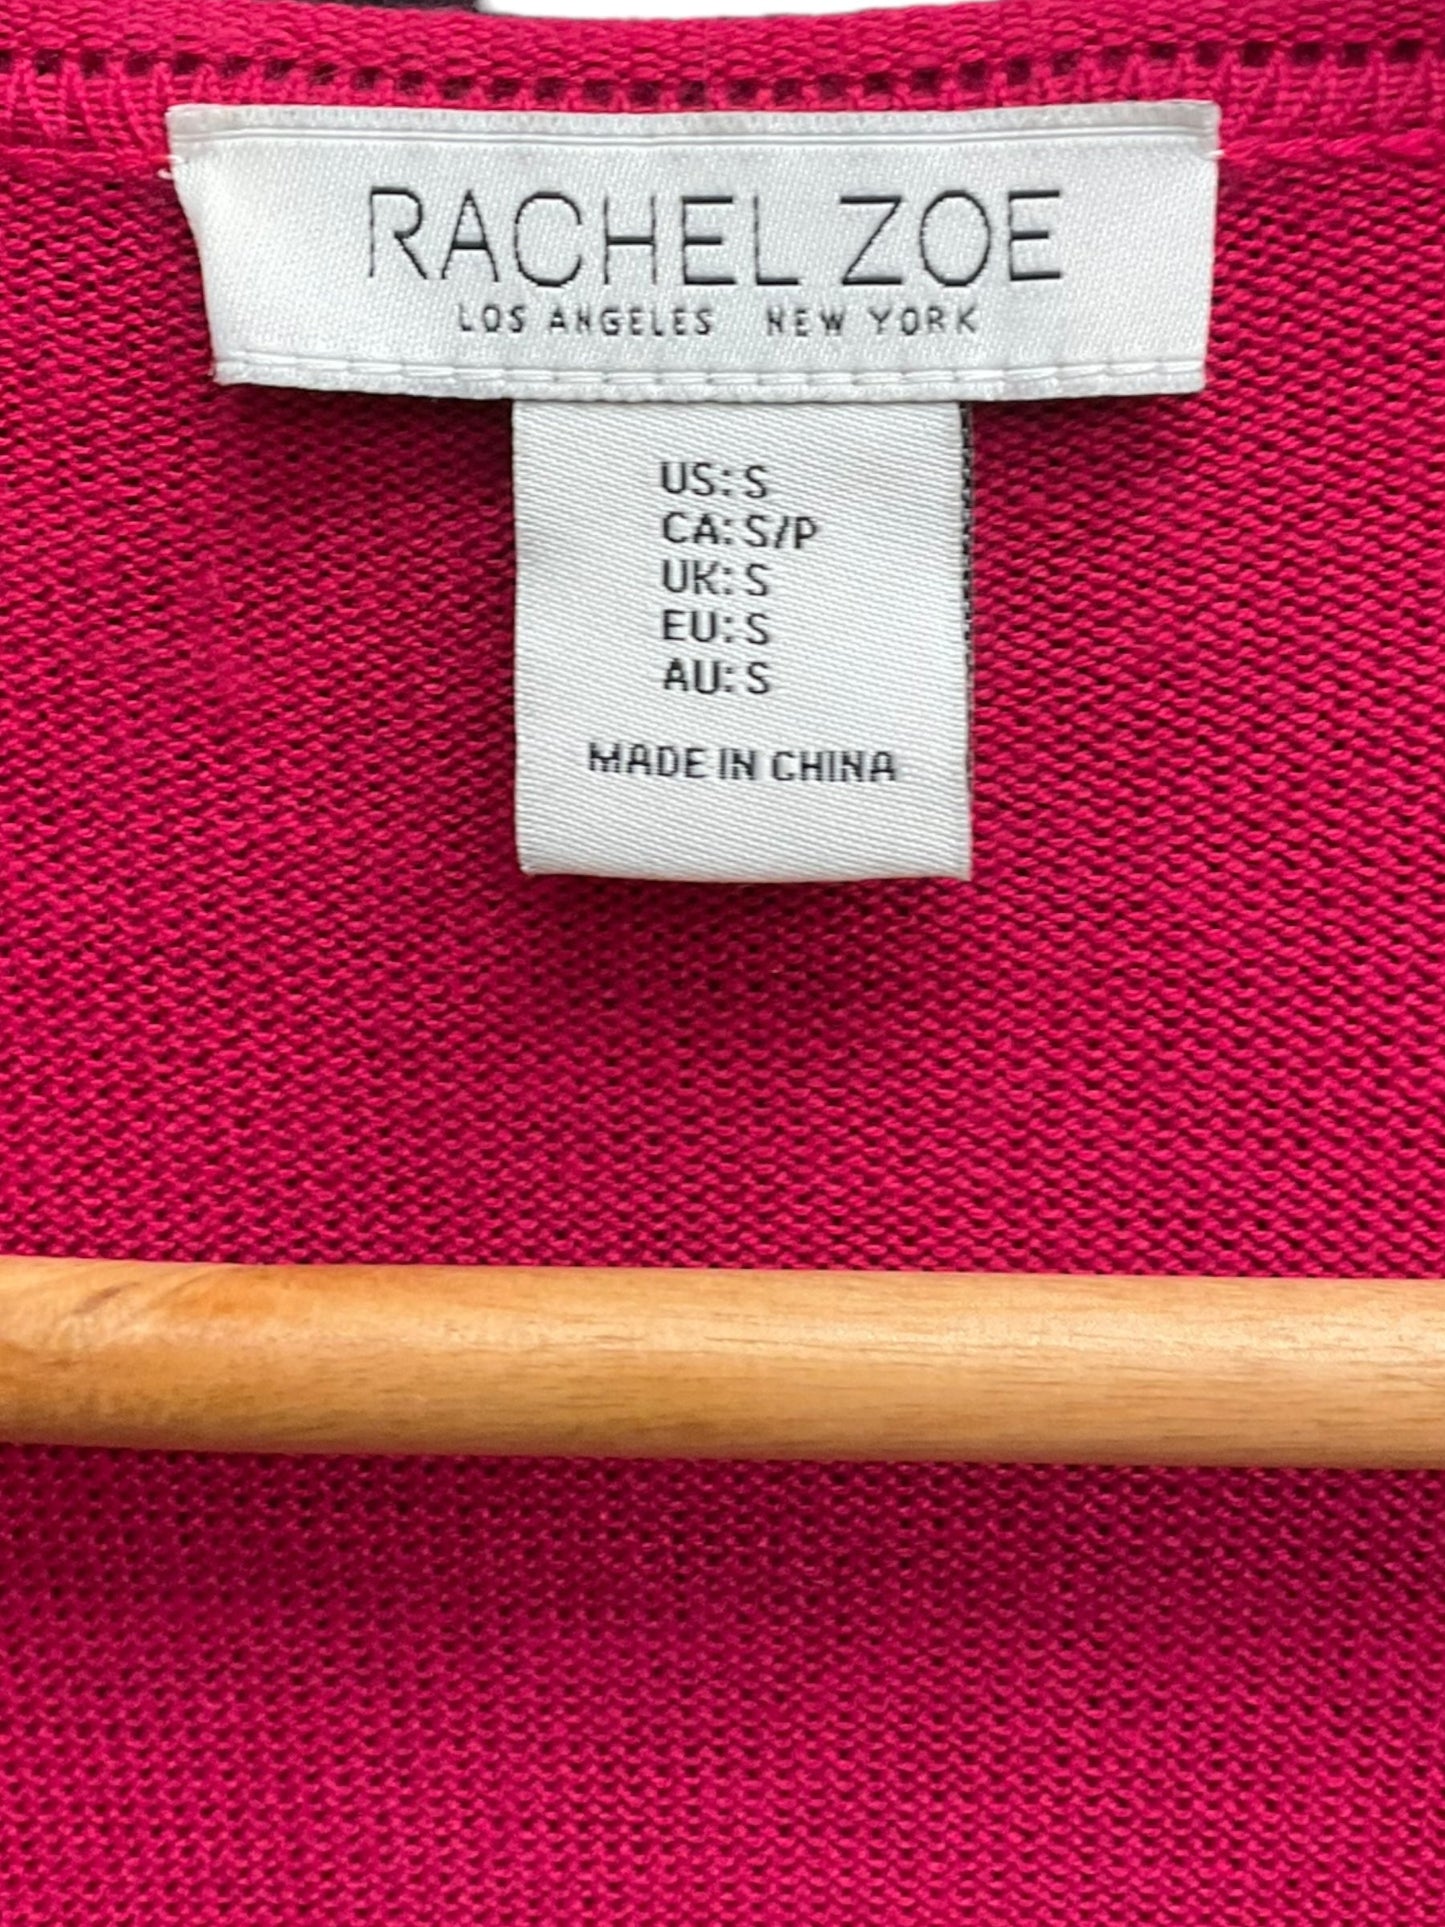 RACHEL ZOE
LOS ANGELES NEW YORK
US: S
CA: S/P
UK: S
EU: S
AU: S
MADE IN CHINA